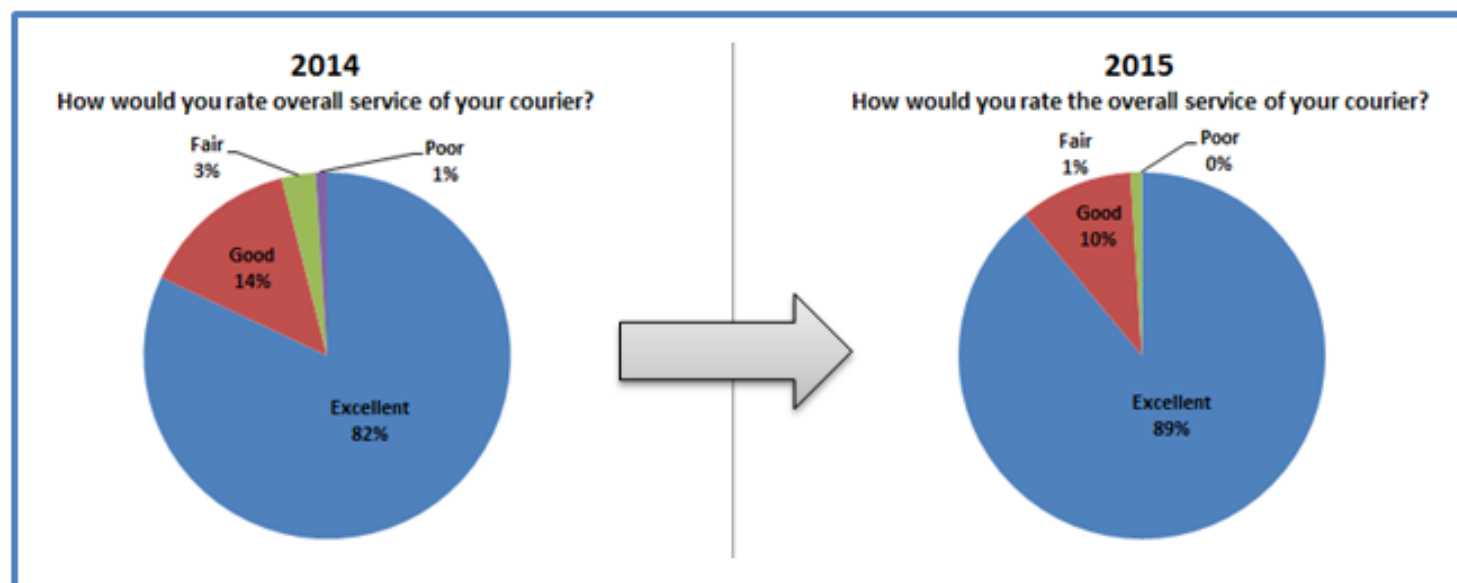 2014
How would you rate overall service of your courier?
Fair
3%
Poor
1%
Good
14%
Excellent
82%
2015
How would you rate the overall service of your courier?
Fair
1%
Poor
0%
Good
10%
Excellent
89%